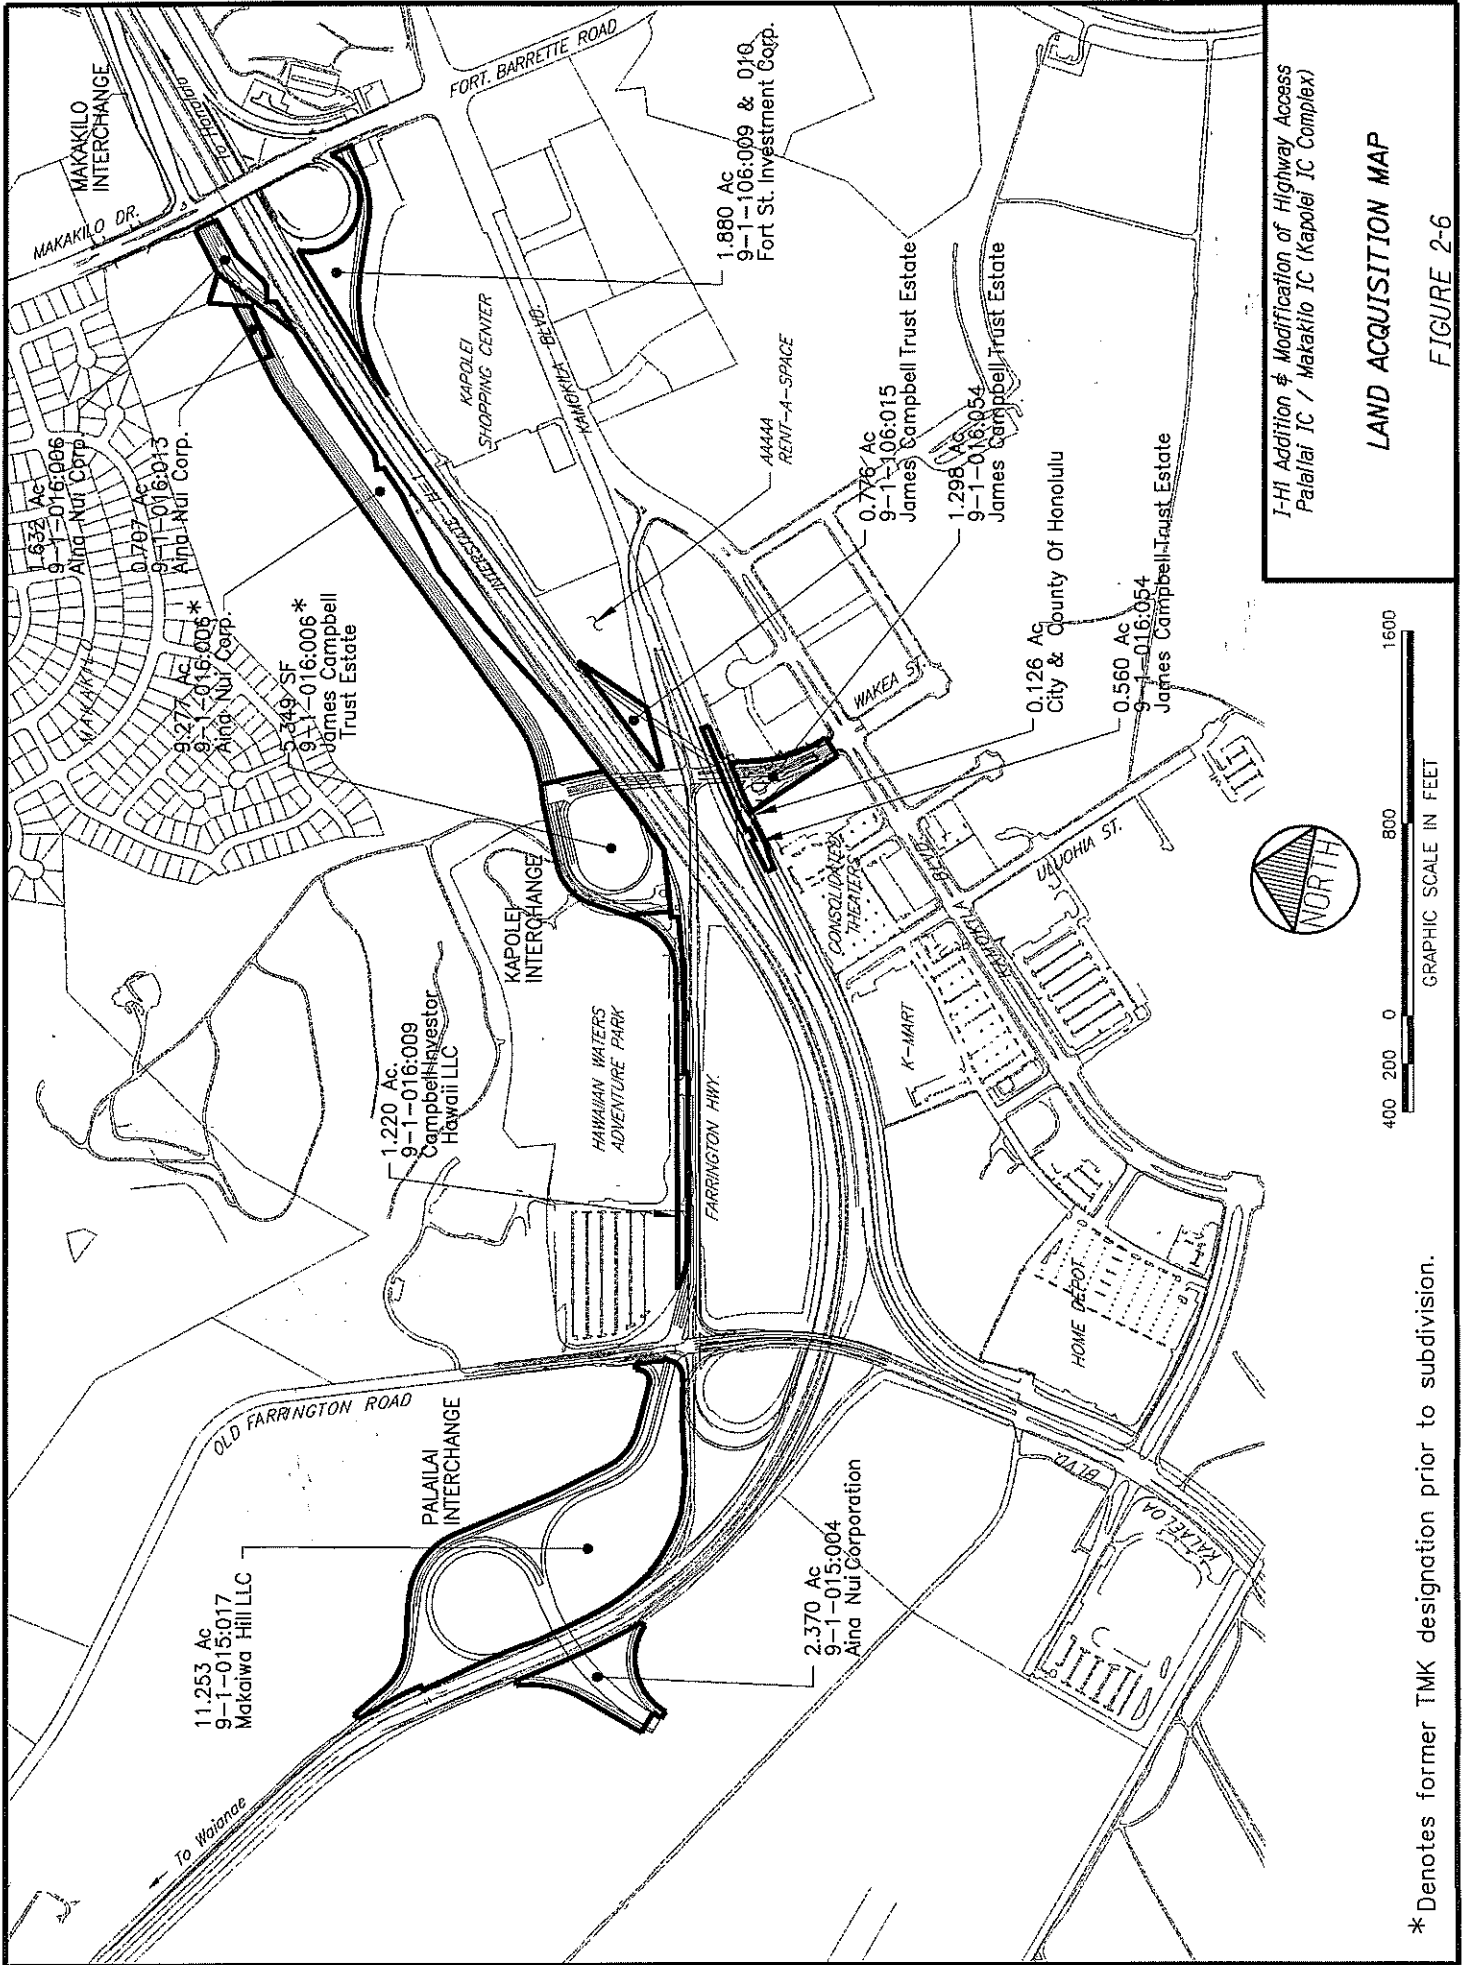 MAKAKILO
INTERCHANGE
MAKAKILO DR.
To Honolulu
FORT. BARRETTE ROAD
1.632 Ac
9-1-016:006
Aina Nui Corp.
0.707 Ac
9-1-016:013
Aina Nui Corp.
9.277 Ac
9-1-016:006*
Aina Nui Corp.
5,349 SF
9-1-016:006*
James Campbell
Trust Estate
MAKAKILO
1.880 Ac
9-1-106:009 & 010
Fort St. Investment Corp.
KAPOLEI
SHOPPING CENTER
KAMOKILA BLVD.
INTERSTATE H-1
AAAAA
RENT-A-SPACE
0.776 Ac
9-1-106:015
James Campbell Trust Estate
1.298 Ac
9-1-016:054
James Campbell Trust Estate
0.126 Ac
City & County Of Honolulu
0.560 Ac
9-1-016:054
James Campbell Trust Estate
WAKEA ST.
KAPOLEI
INTERCHANGE
1.220 Ac.
9-1-016:009
Campbell Investor
Hawaii LLC
HAWAIIAN WATERS
ADVENTURE PARK
FARRINGTON HWY.
CONSOLIDATED
THEATERS
KAMOKILA BLVD.
ULUOHIA ST.
K-MART
HOME DEPOT
OLD FARRINGTON ROAD
PALAILAI
INTERCHANGE
11.253 Ac
9-1-015:017
Makaiwa Hill LLC
2.370 Ac
9-1-015:004
Aina Nui Corporation
KALAELOA BLVD.
To Waianae
NORTH
400 200 0 800 1600
GRAPHIC SCALE IN FEET
* Denotes former TMK designation prior to subdivision.
I-H1 Addition & Modification of Highway Access
Palailai IC / Makakilo IC (Kapolei IC Complex)
LAND ACQUISITION MAP
FIGURE 2-6